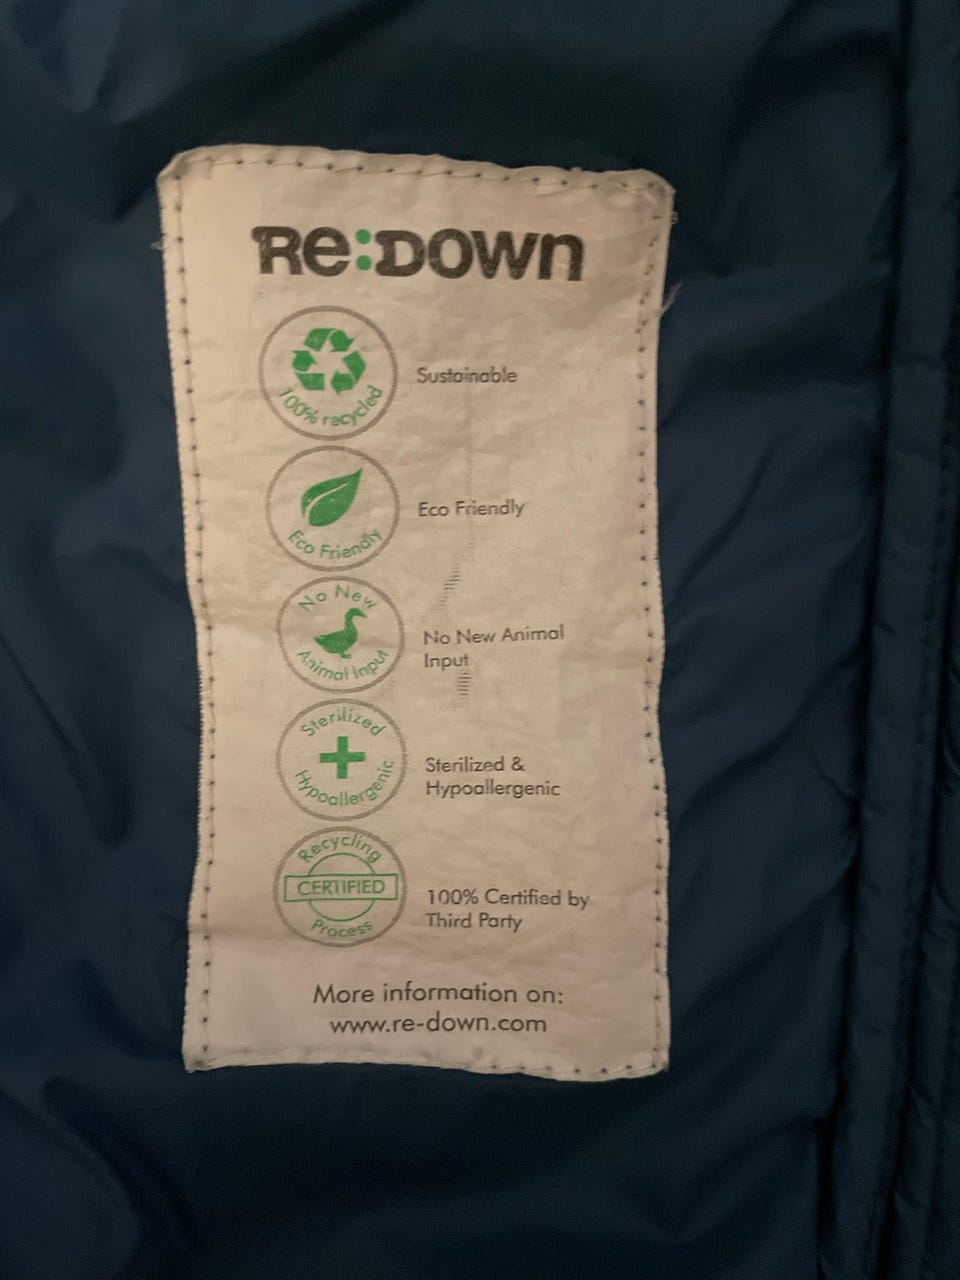 Re:Down
100% recycled
Sustainable
Eco Friendly
Eco Friendly
No New
Animal Input
No New Animal
Input
Sterilized
Hypoallergenic
Sterilized &
Hypoallergenic
Recycling
CERTIFIED
Process
100% Certified by
Third Party
More information on:
www.re-down.com